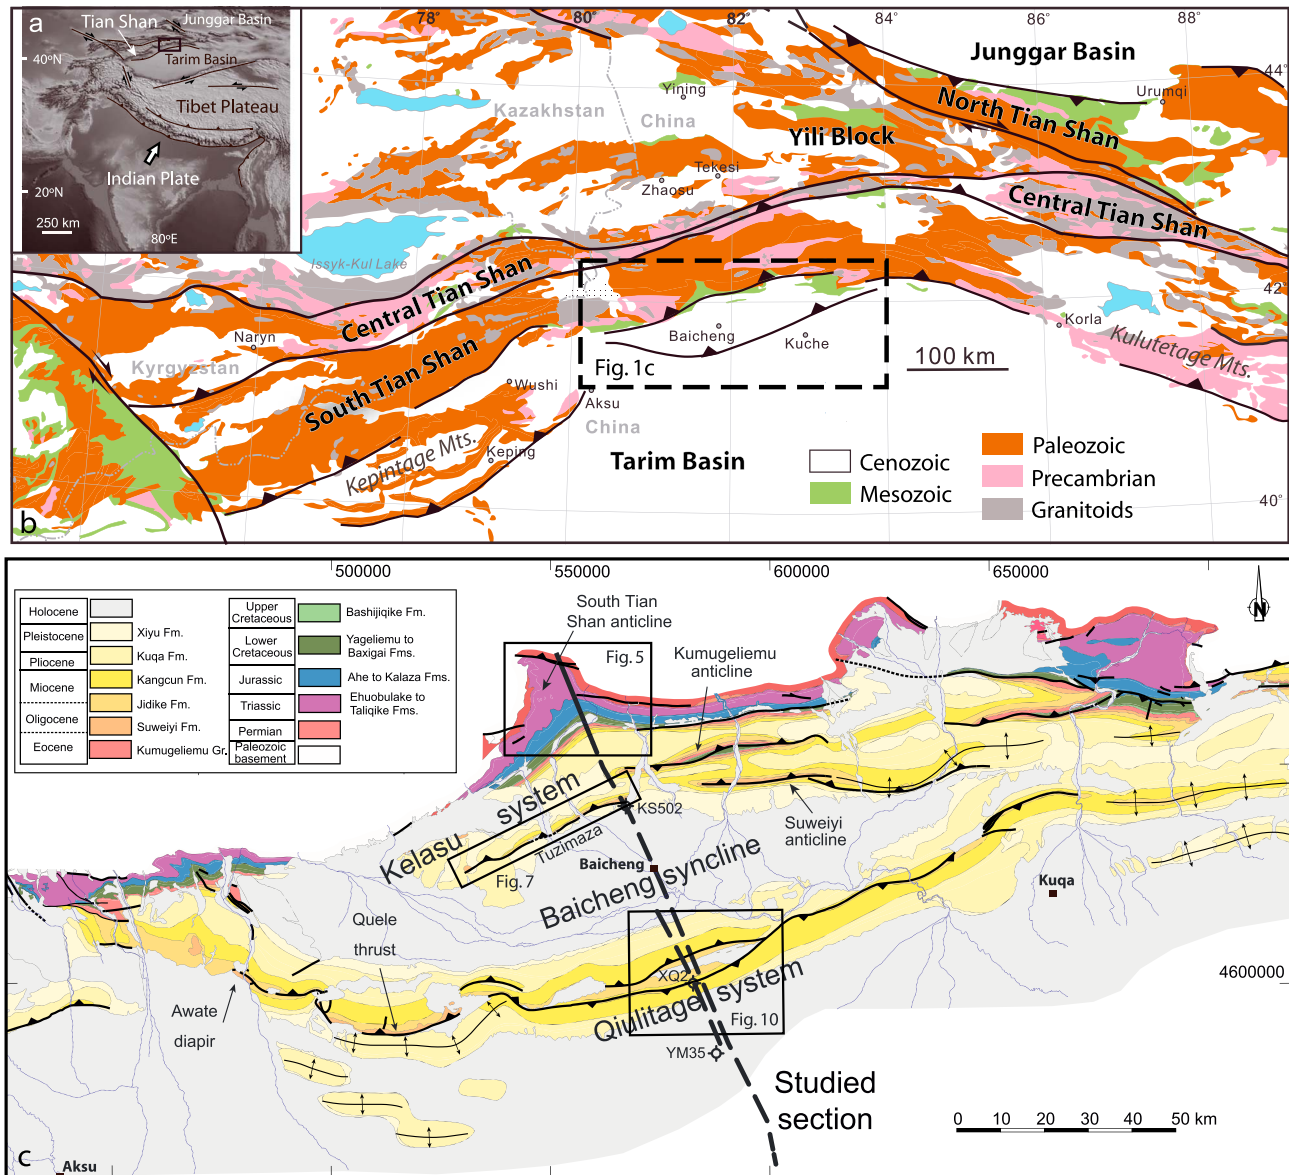 a
Tian Shan
Junggar Basin
40ºN
Tarim Basin
Tibet Plateau
Indian Plate
20ºN
250 km
80ºE
78°
80°
82°
84°
86°
88°
Junggar Basin
44°
Urumqi
Yining
Kazakhstan
China
North Tian Shan
Yili Block
Tekesi
Zhaosu
Central Tian Shan
Issyk-Kul Lake
Central Tian Shan
42°
Naryn
Baicheng
Kuche
Korla
Kulutetage Mts.
Kyrgyzstan
South Tian Shan
Fig. 1c
100 km
Wushi
Aksu
China
Kepintage Mts.
Keping
Tarim Basin
Cenozoic
Mesozoic
Paleozoic
Precambrian
Granitoids
40°
b
500000
550000
600000
650000
N
Holocene
Pleistocene
Xiyu Fm.
Pliocene
Kuqa Fm.
Miocene
Kangcun Fm.
Jidike Fm.
Oligocene
Suweiyi Fm.
Eocene
Kumugeliemu Gr.
Upper
Cretaceous
Bashijiqike Fm.
Lower
Cretaceous
Yageliemu to
Baxigai Fms.
Jurassic
Ahe to Kalaza Fms.
Triassic
Ehuobulake to
Taliqike Fms.
Permian
Paleozoic
basement
South Tian
Shan anticline
Fig. 5
Kumugeliemu
anticline
Kelasu system
KS502
Tuzimaza
Fig. 7
Suweiyi
anticline
Baicheng
Baicheng syncline
Kuqa
Quele
thrust
XQ2
Qiulitage system
Fig. 10
4600000
Awate
diapir
YM35
Studied
section
0 10 20 30 40 50 km
Aksu
c